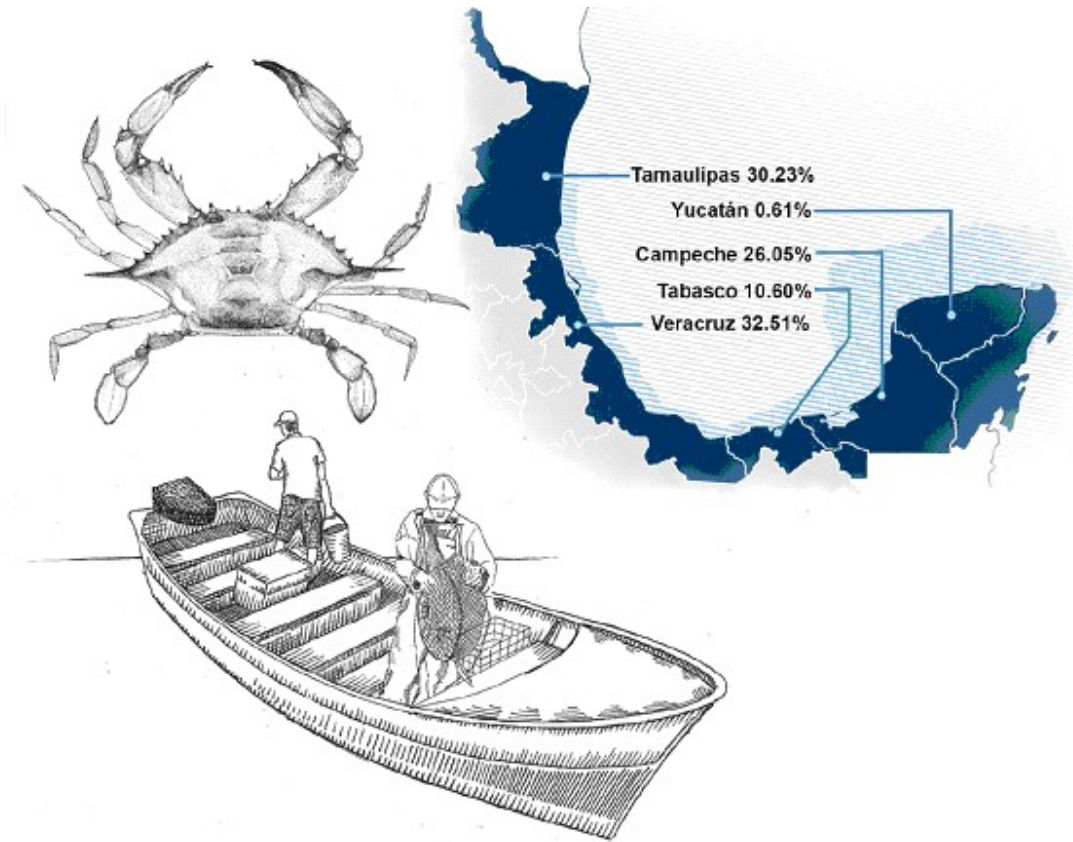 Tamaulipas 30.23%
Yucatán 0.61%
Campeche 26.05%
Tabasco 10.60%
Veracruz 32.51%